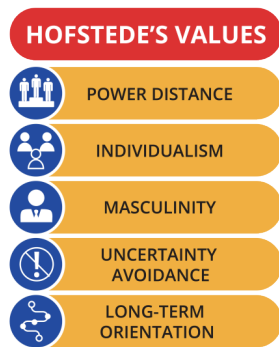 HOFSTEDE'S VALUES
POWER DISTANCE
INDIVIDUALISM
MASCULINITY
UNCERTAINTY
AVOIDANCE
LONG-TERM
ORIENTATION